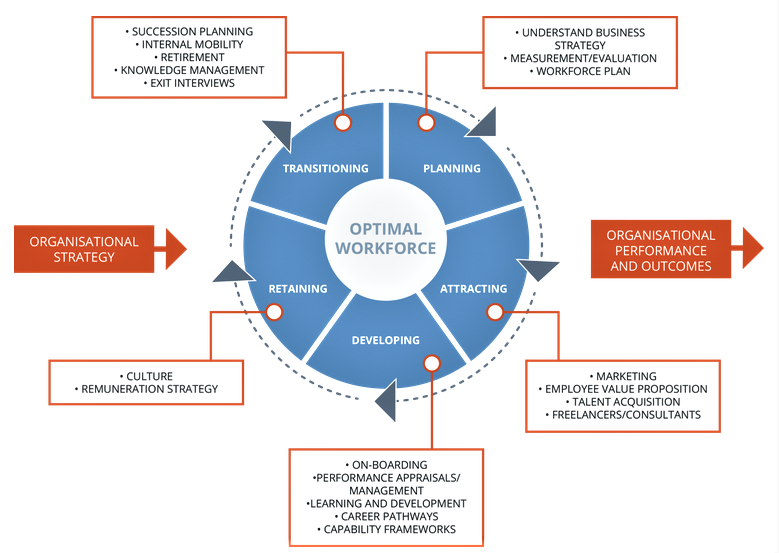 • SUCCESSION PLANNING
• INTERNAL MOBILITY
• RETIREMENT
• KNOWLEDGE MANAGEMENT
• EXIT INTERVIEWS
• UNDERSTAND BUSINESS
STRATEGY
• MEASUREMENT/EVALUATION
• WORKFORCE PLAN
TRANSITIONING
PLANNING
ORGANISATIONAL
STRATEGY
OPTIMAL
WORKFORCE
ORGANISATIONAL
PERFORMANCE
AND OUTCOMES
RETAINING
ATTRACTING
DEVELOPING
• CULTURE
• REMUNERATION STRATEGY
• MARKETING
• EMPLOYEE VALUE PROPOSITION
• TALENT ACQUISITION
• FREELANCERS/CONSULTANTS
• ON-BOARDING
•PERFORMANCE APPRAISALS/
MANAGEMENT
•LEARNING AND DEVELOPMENT
• CAREER PATHWAYS
• CAPABILITY FRAMEWORKS